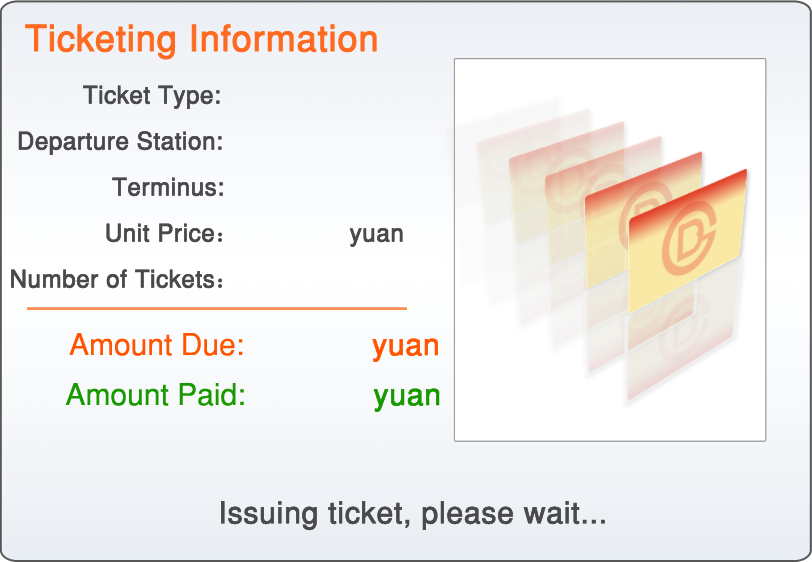 Ticketing Information
Ticket Type:
Departure Station:
Terminus:
Unit Price： yuan
Number of Tickets：
Amount Due: yuan
Amount Paid: yuan
Issuing ticket, please wait...